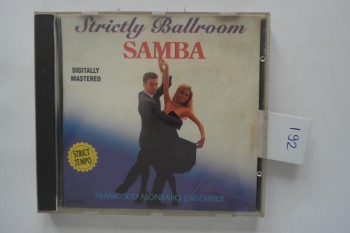 Strictly Ballroom
SAMBA
DIGITALLY
MASTERED
STRICT
TEMPO
FRANCISCO MONTARO ENSEMBLE
192